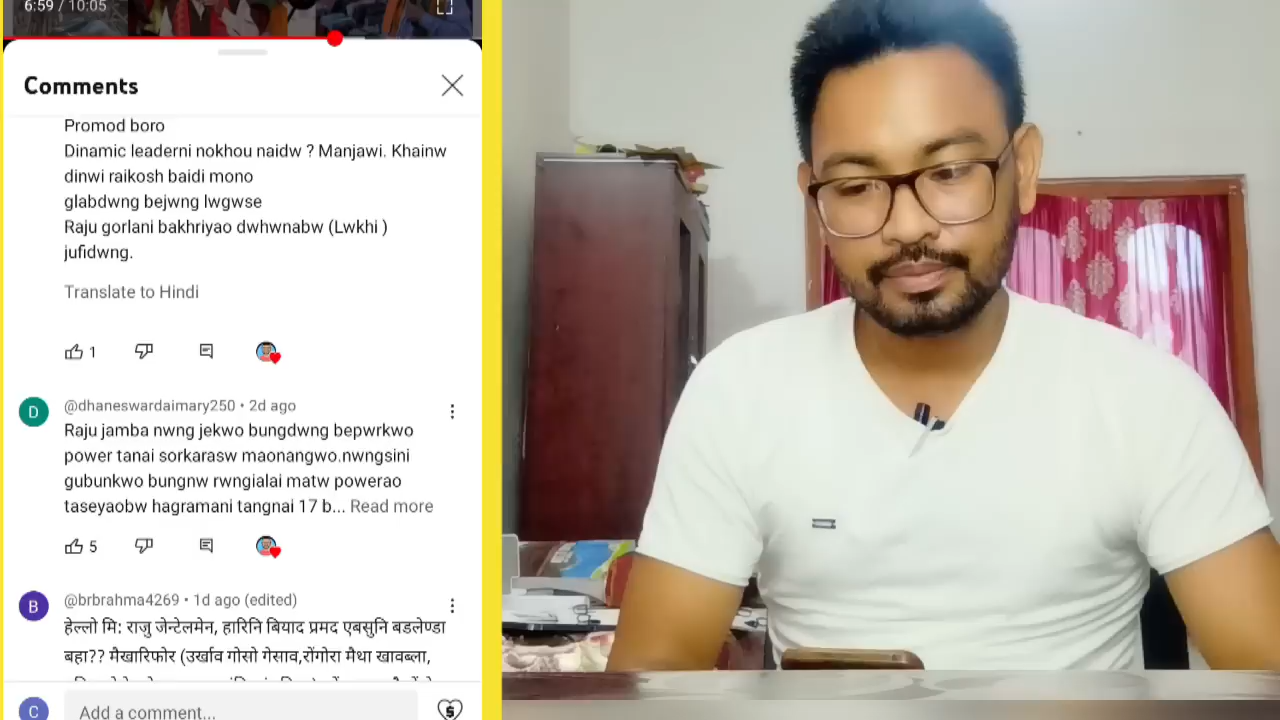 6:59 / 10:05
Comments
Promod boro
Dinamic leaderni nokhou naidw ? Manjawi. Khainw
dinwi raikosh baidi mono
glabdwng bejwng lwgwse
Raju gorlani bakhriyao dwhwnabw (Lwkhi )
jufidwng.
Translate to Hindi
1
D
@dhaneswardaimary250 • 2d ago
Raju jamba nwng jekwo bungdwng bepwrkwo
power tanai sorkarasw maonangwo.nwngsini
gubunkwo bungnw rwngialai matw powerao
taseyaobw hagramani tangnai 17 b... Read more
5
B
@brbrahma4269 • 1d ago (edited)
हेल्लो मि: राजु जेन्टेलमेन, हारिनि बियाद प्रमद एबसुनि बडलेण्डा
बहा?? मैखारिफोर (उर्खाव गोसो गेसाव,रोंगोरा मैथा खावब्ला,
C
Add a comment...